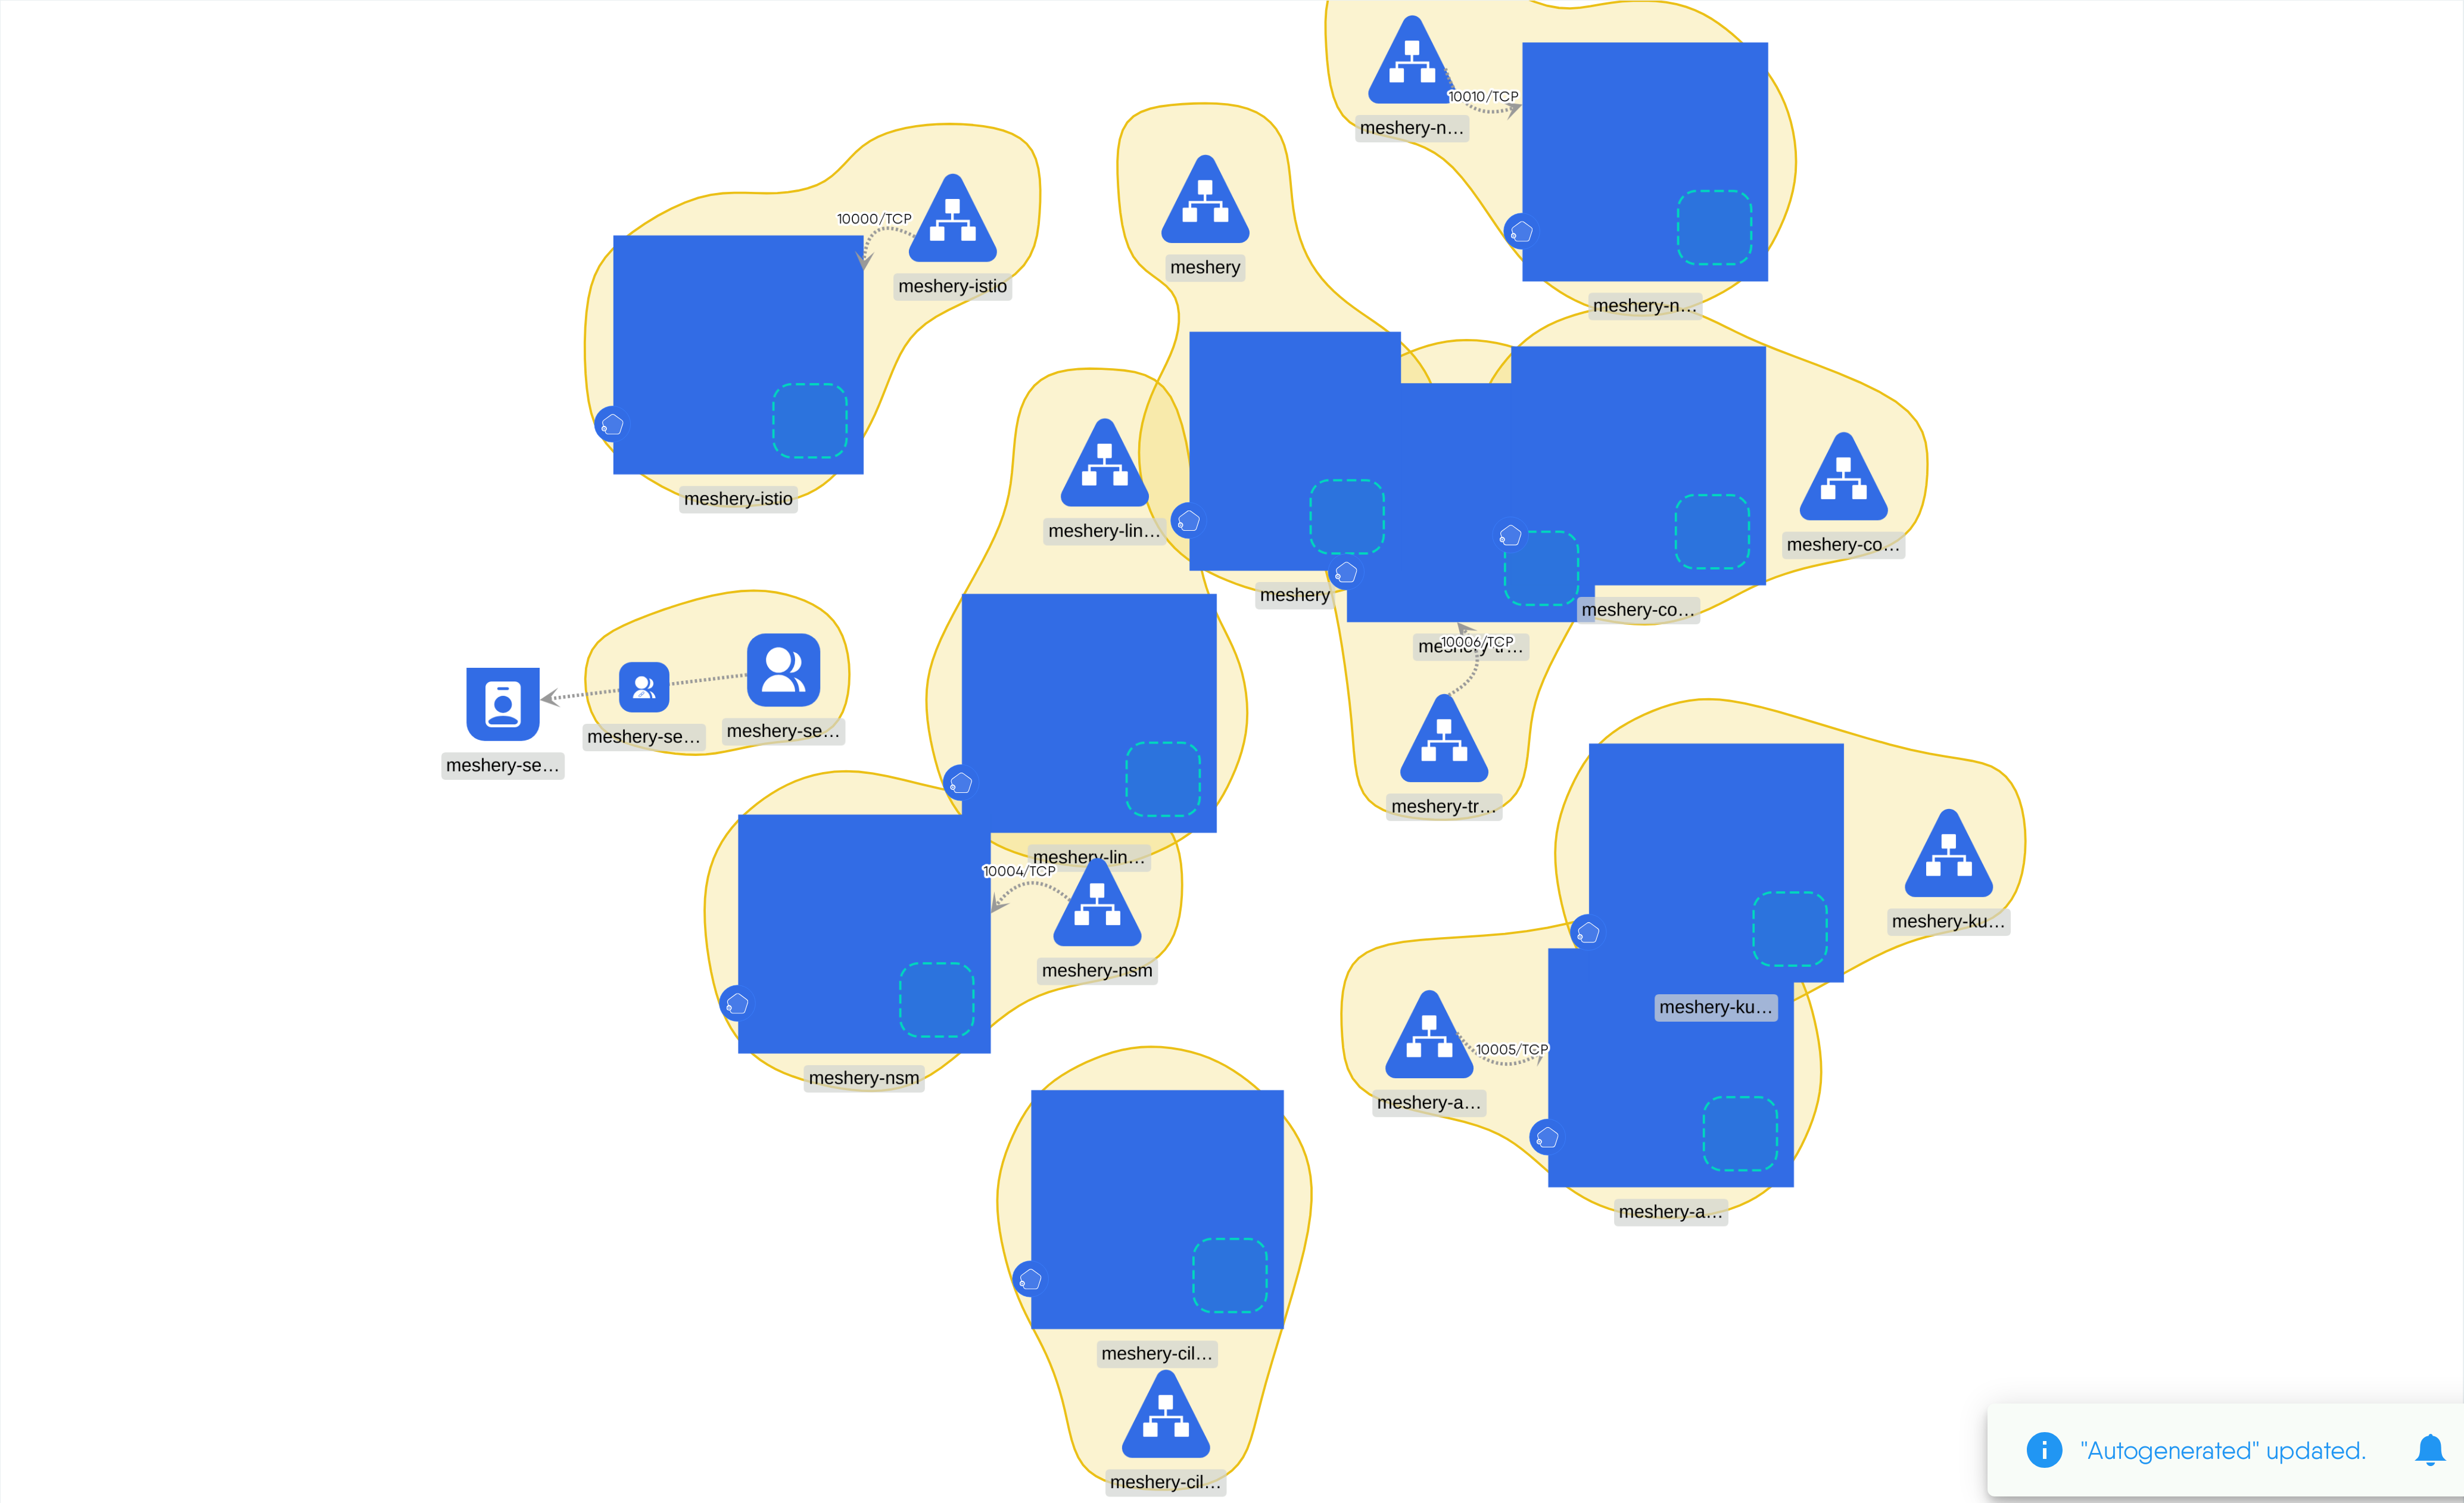 10010/TCP
meshery-n…
10000/TCP
meshery
meshery-istio
meshery-n…
meshery-istio
meshery-lin…
meshery-co…
meshery
meshery-co…
meshery-tr…
10006/TCP
meshery-se…
meshery-se…
meshery-se…
meshery-tr…
meshery-lin…
10004/TCP
meshery-ku…
meshery-nsm
meshery-ku…
10005/TCP
meshery-nsm
meshery-a…
meshery-a…
meshery-cil…
"Autogenerated" updated.
meshery-cil…